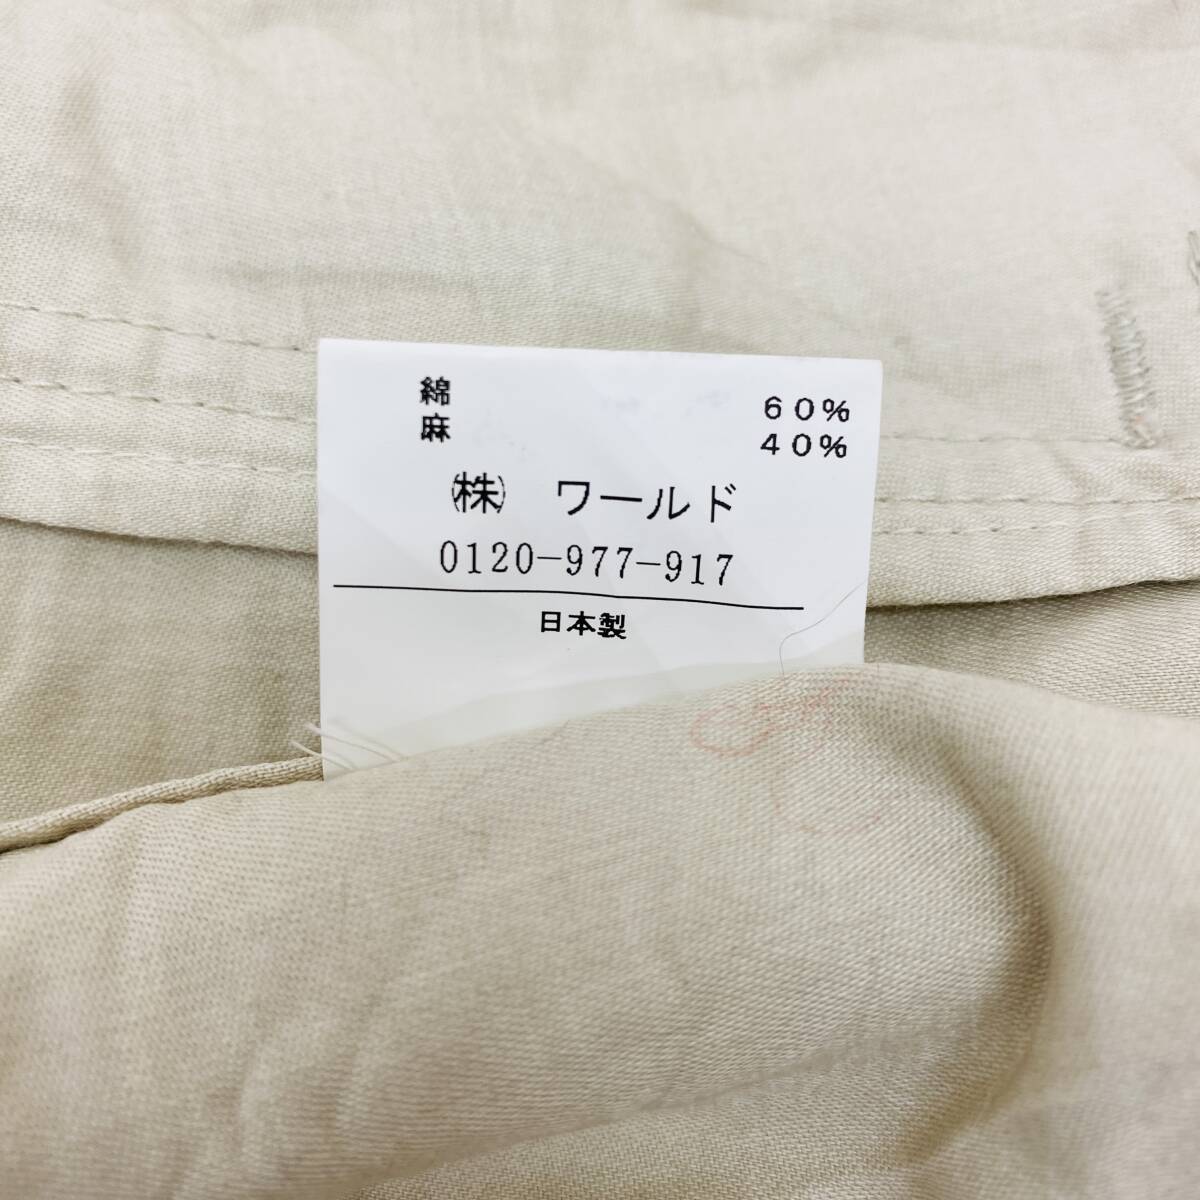 綿 60%
麻 40%
㈱ ワールド
0120-977-917
日本製